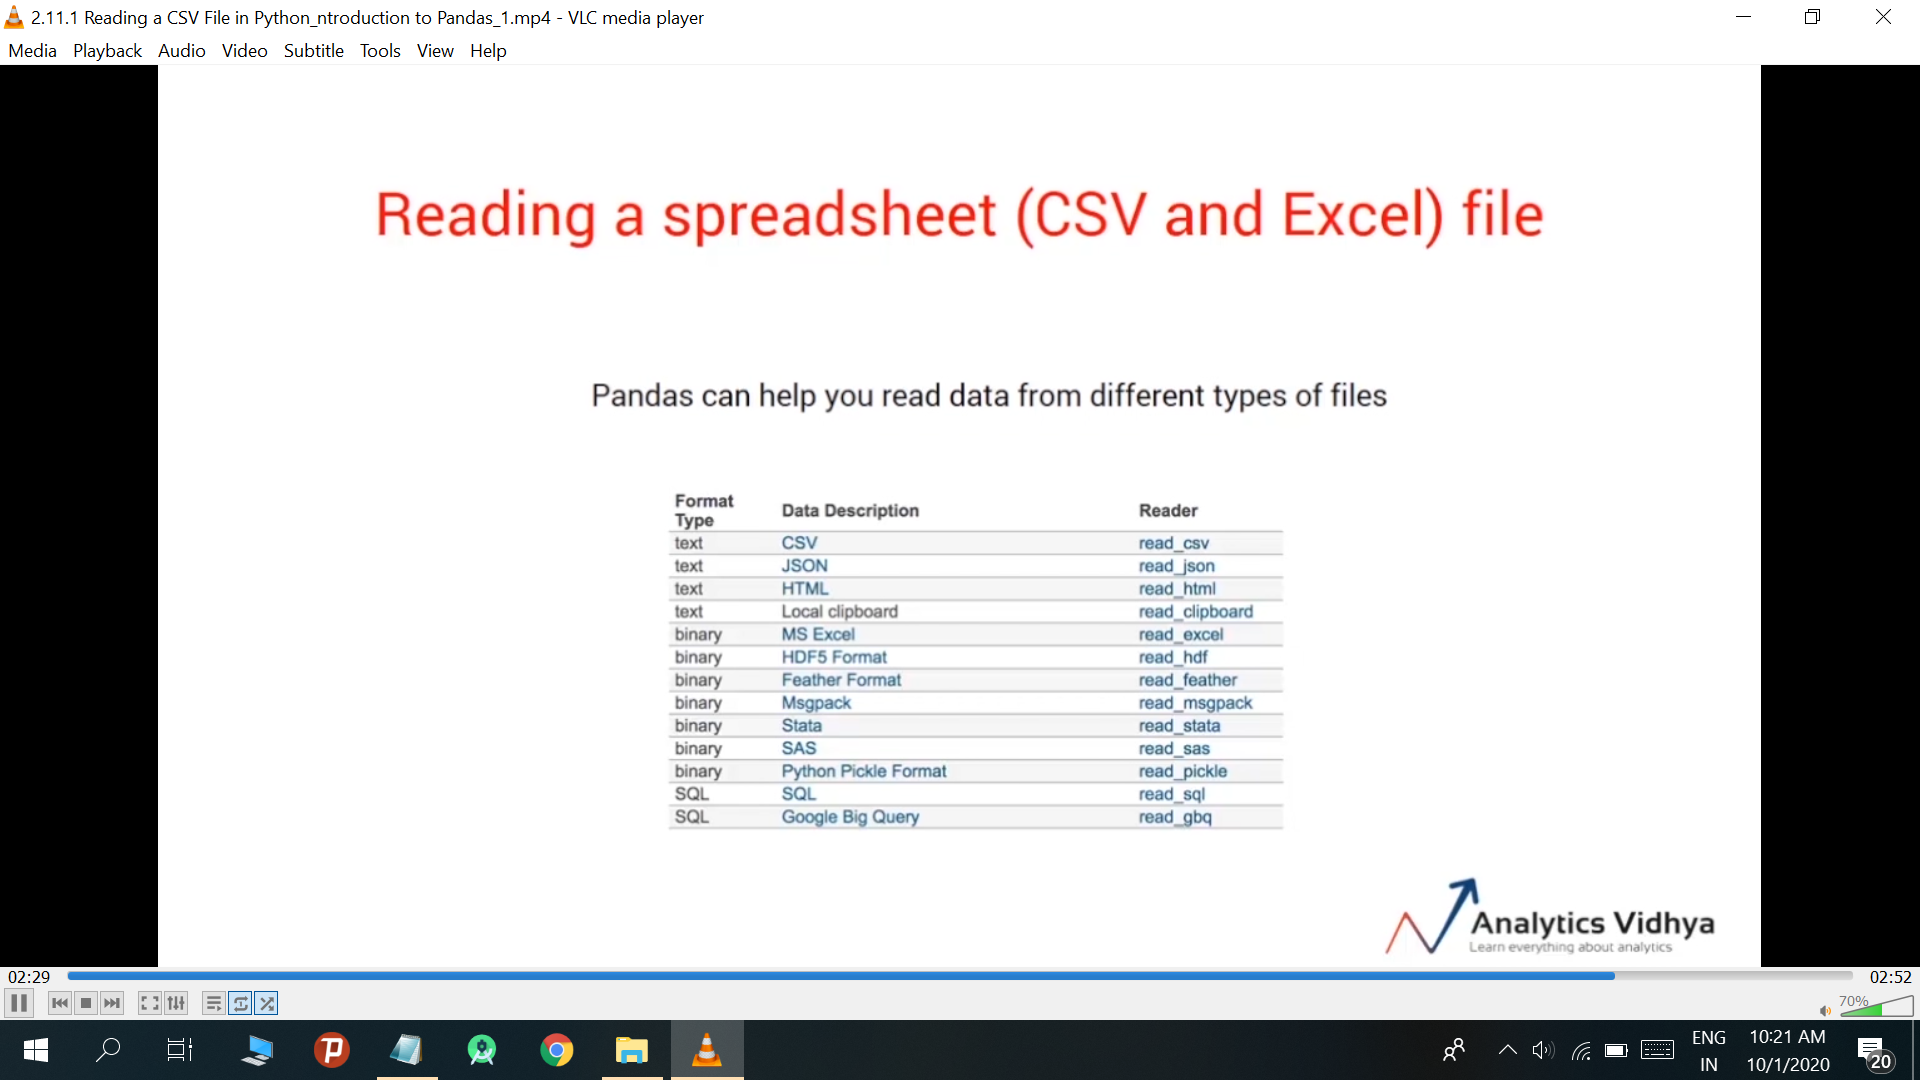 2.11.1 Reading a CSV File in Python_ntroduction to Pandas_1.mp4 - VLC media player
Media Playback Audio Video Subtitle Tools View Help
Reading a spreadsheet (CSV and Excel) file
Pandas can help you read data from different types of files
Format Type Data Description Reader
text CSV read_csv
text JSON read_json
text HTML read_html
text Local clipboard read_clipboard
binary MS Excel read_excel
binary HDF5 Format read_hdf
binary Feather Format read_feather
binary Msgpack read_msgpack
binary Stata read_stata
binary SAS read_sas
binary Python Pickle Format read_pickle
SQL SQL read_sql
SQL Google Big Query read_gbq
Analytics Vidhya
Learn everything about analytics
02:29 02:52
70%
ENG 10:21 AM
IN 10/1/2020 20